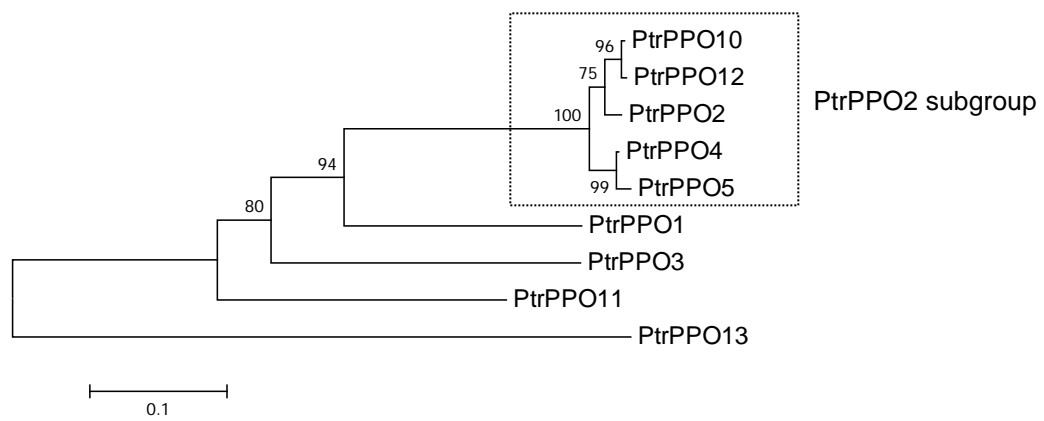 PtrPPO10
96
PtrPPO12
75
PtrPPO2 subgroup
PtrPPO2
100
PtrPPO4
94
99
PtrPPO5
80
PtrPPO1
PtrPPO3
PtrPPO11
PtrPPO13
0.1